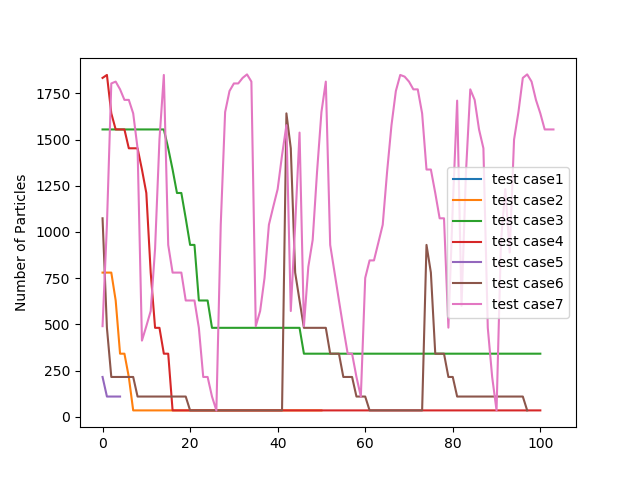 Number of Particles
1750
1500
1250
1000
750
500
250
0
0
20
40
60
80
100
test case1
test case2
test case3
test case4
test case5
test case6
test case7